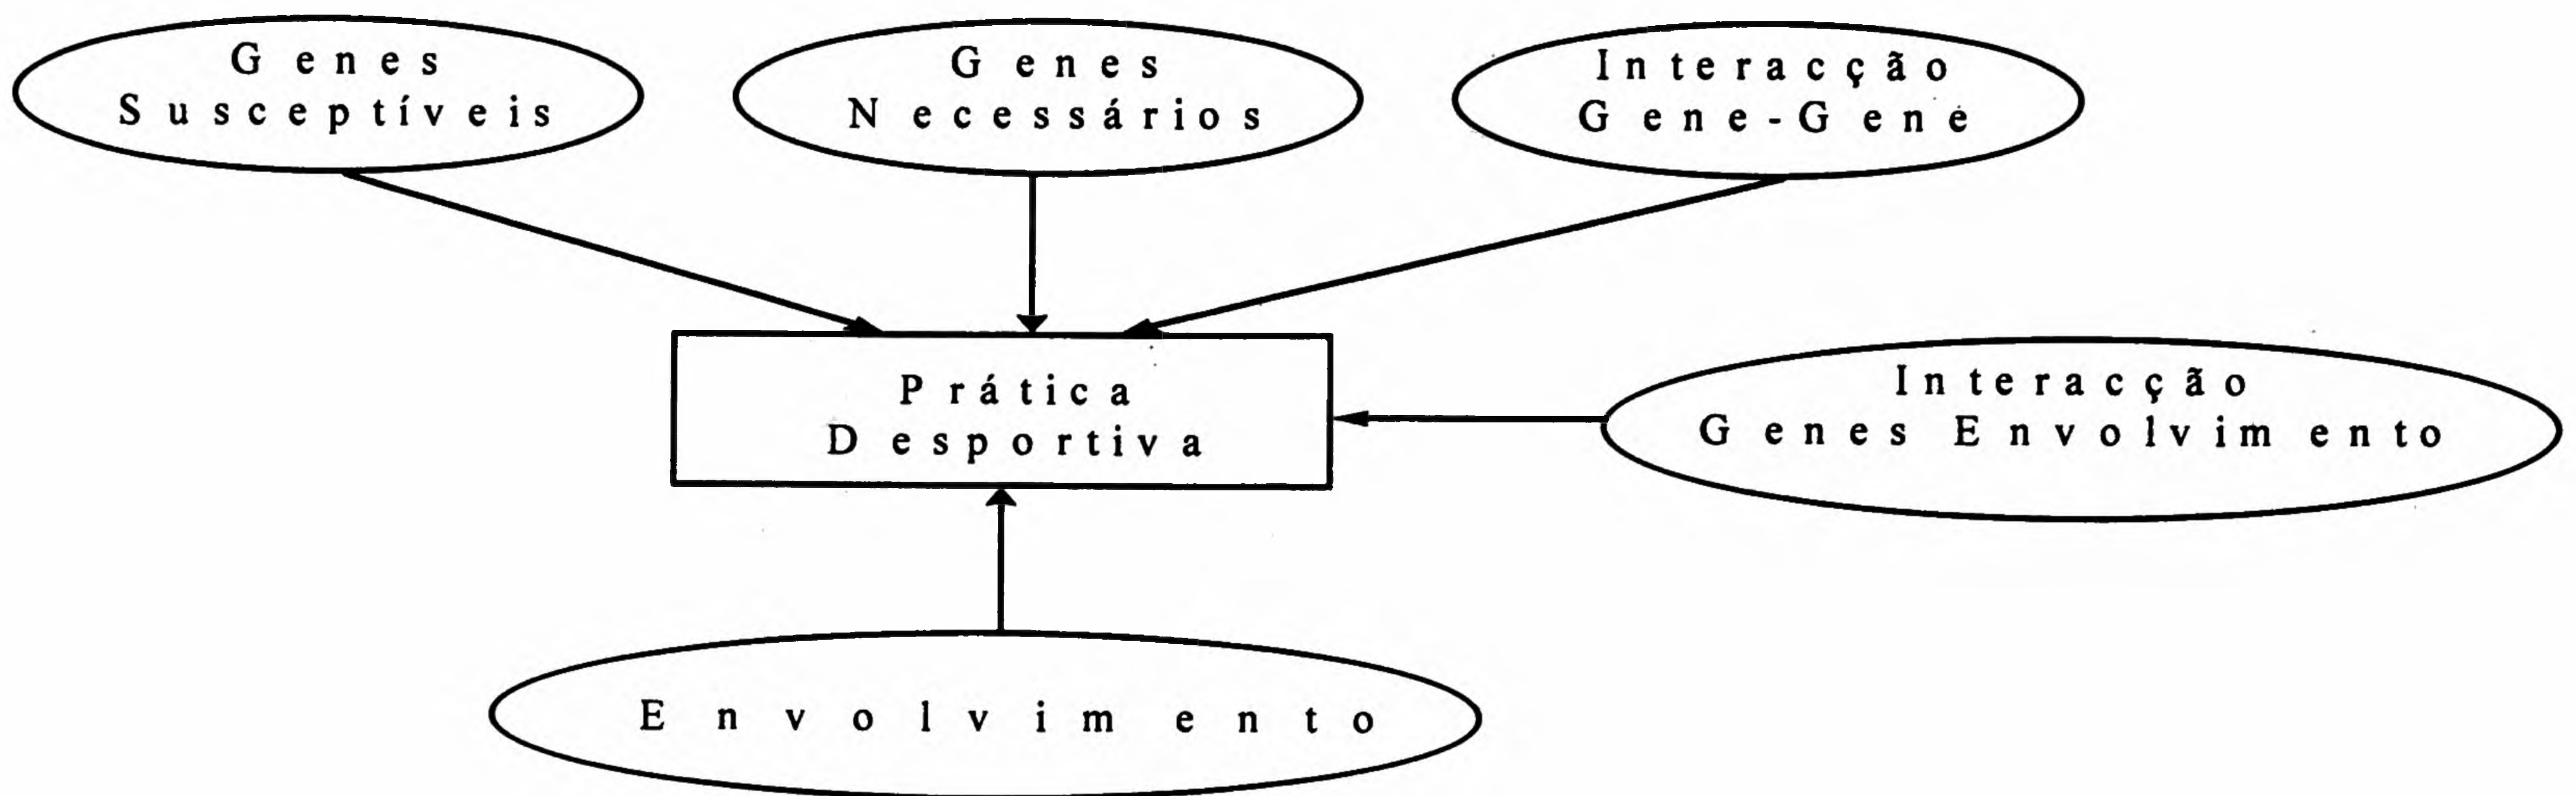 Genes
Susceptíveis
Genes
Necessários
Interacção
Gene-Gene
Prática
Desportiva
Interacção
Genes Envolvimento
Envolvimento